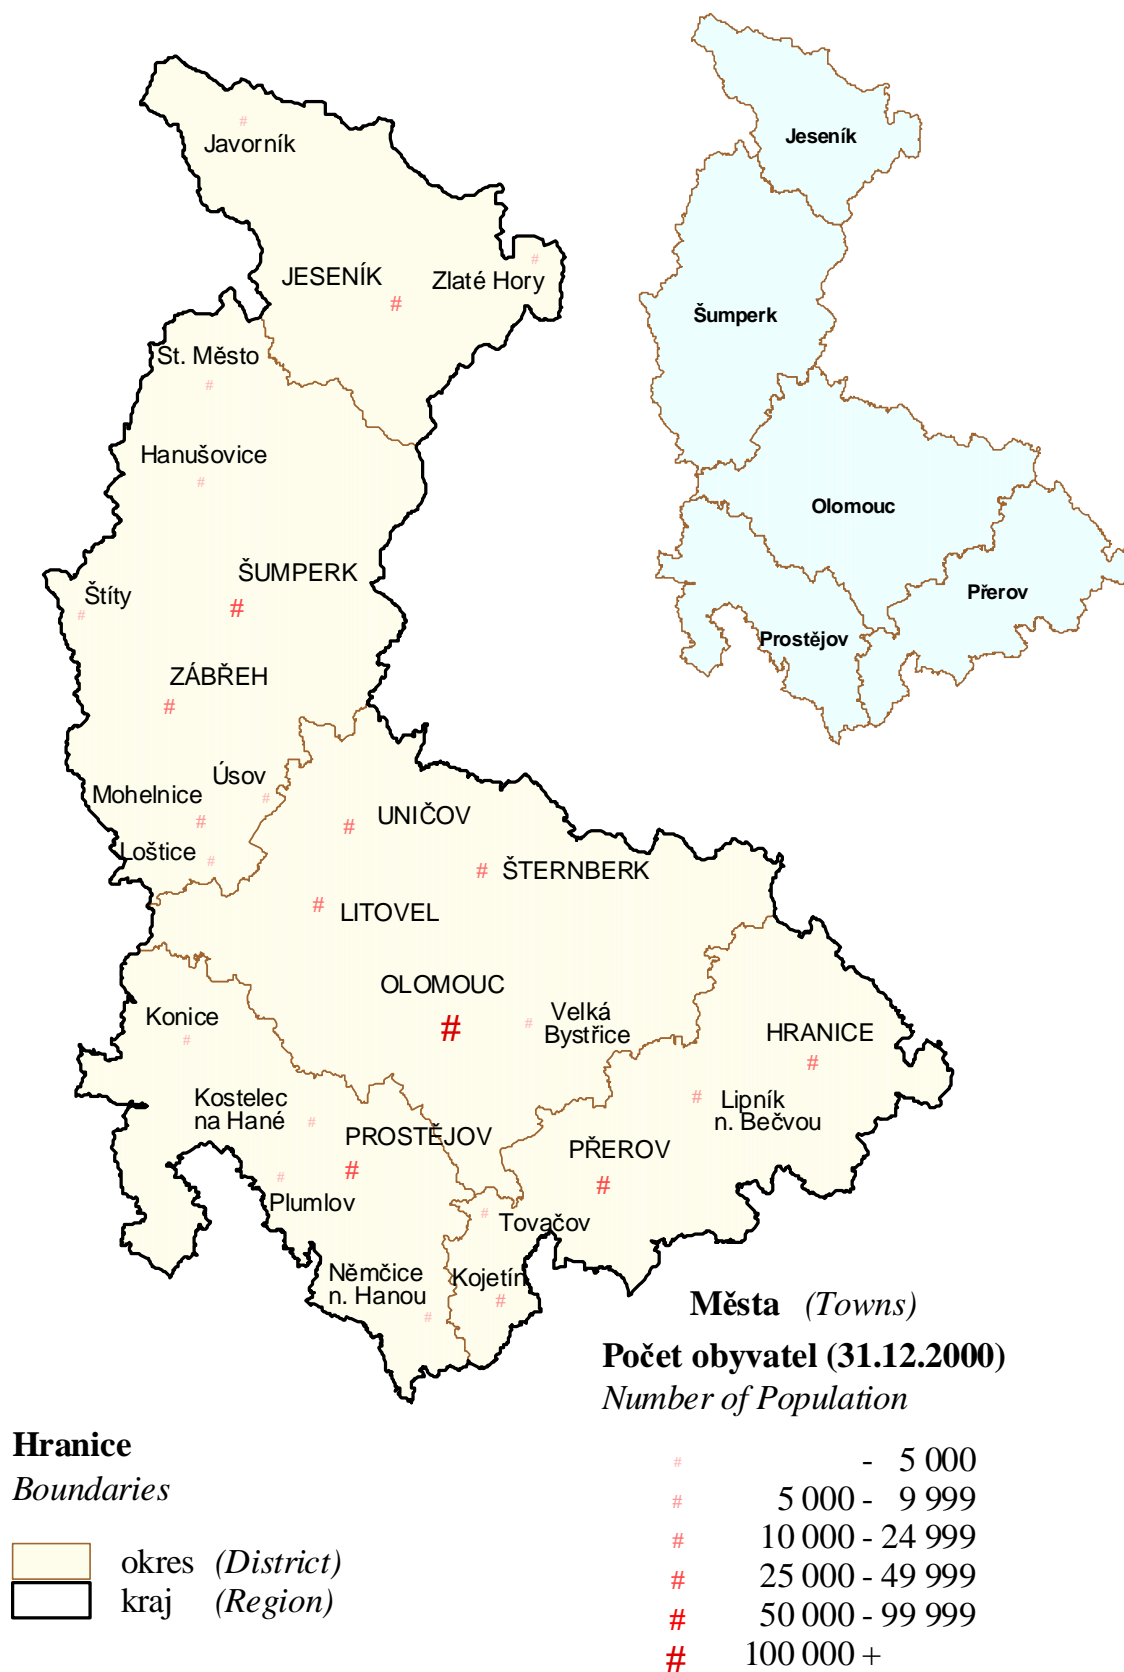 Javorník
JESENÍK
Zlaté Hory
St. Město
Hanušovice
ŠUMPERK
Štíty
ZÁBŘEH
Úsov
Mohelnice
Loštice
UNIČOV
ŠTERNBERK
LITOVEL
OLOMOUC
Velká
Bystřice
Konice
HRANICE
Kostelec
na Hané
PROSTĚJOV
Lipník
n. Bečvou
PŘEROV
Plumlov
Tovačov
Němčice
n. Hanou
Kojetín
Jeseník
Šumperk
Olomouc
Přerov
Prostějov
Města (Towns)
Počet obyvatel (31.12.2000)
Number of Population
# - 5 000
# 5 000 - 9 999
# 10 000 - 24 999
# 25 000 - 49 999
# 50 000 - 99 999
# 100 000 +
Hranice
Boundaries
okres (District)
kraj (Region)